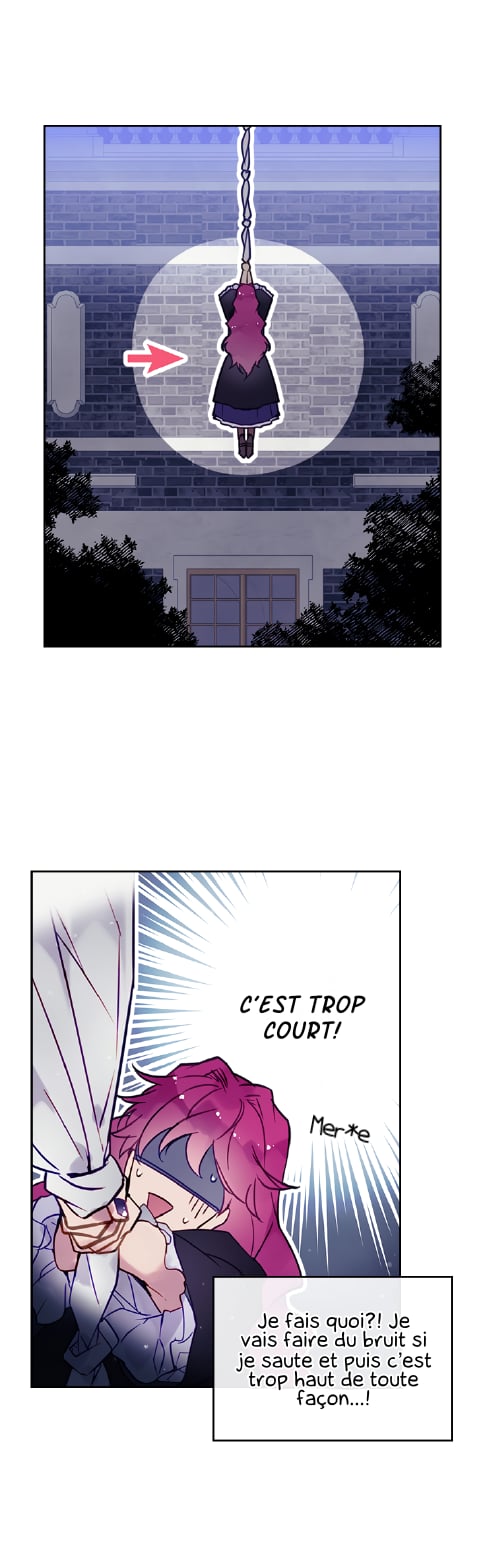 C'EST TROP
COURT!
Mer*e
Je fais quoi?! Je
vais faire du bruit si
je saute et puis c'est
trop haut de toute
façon...!